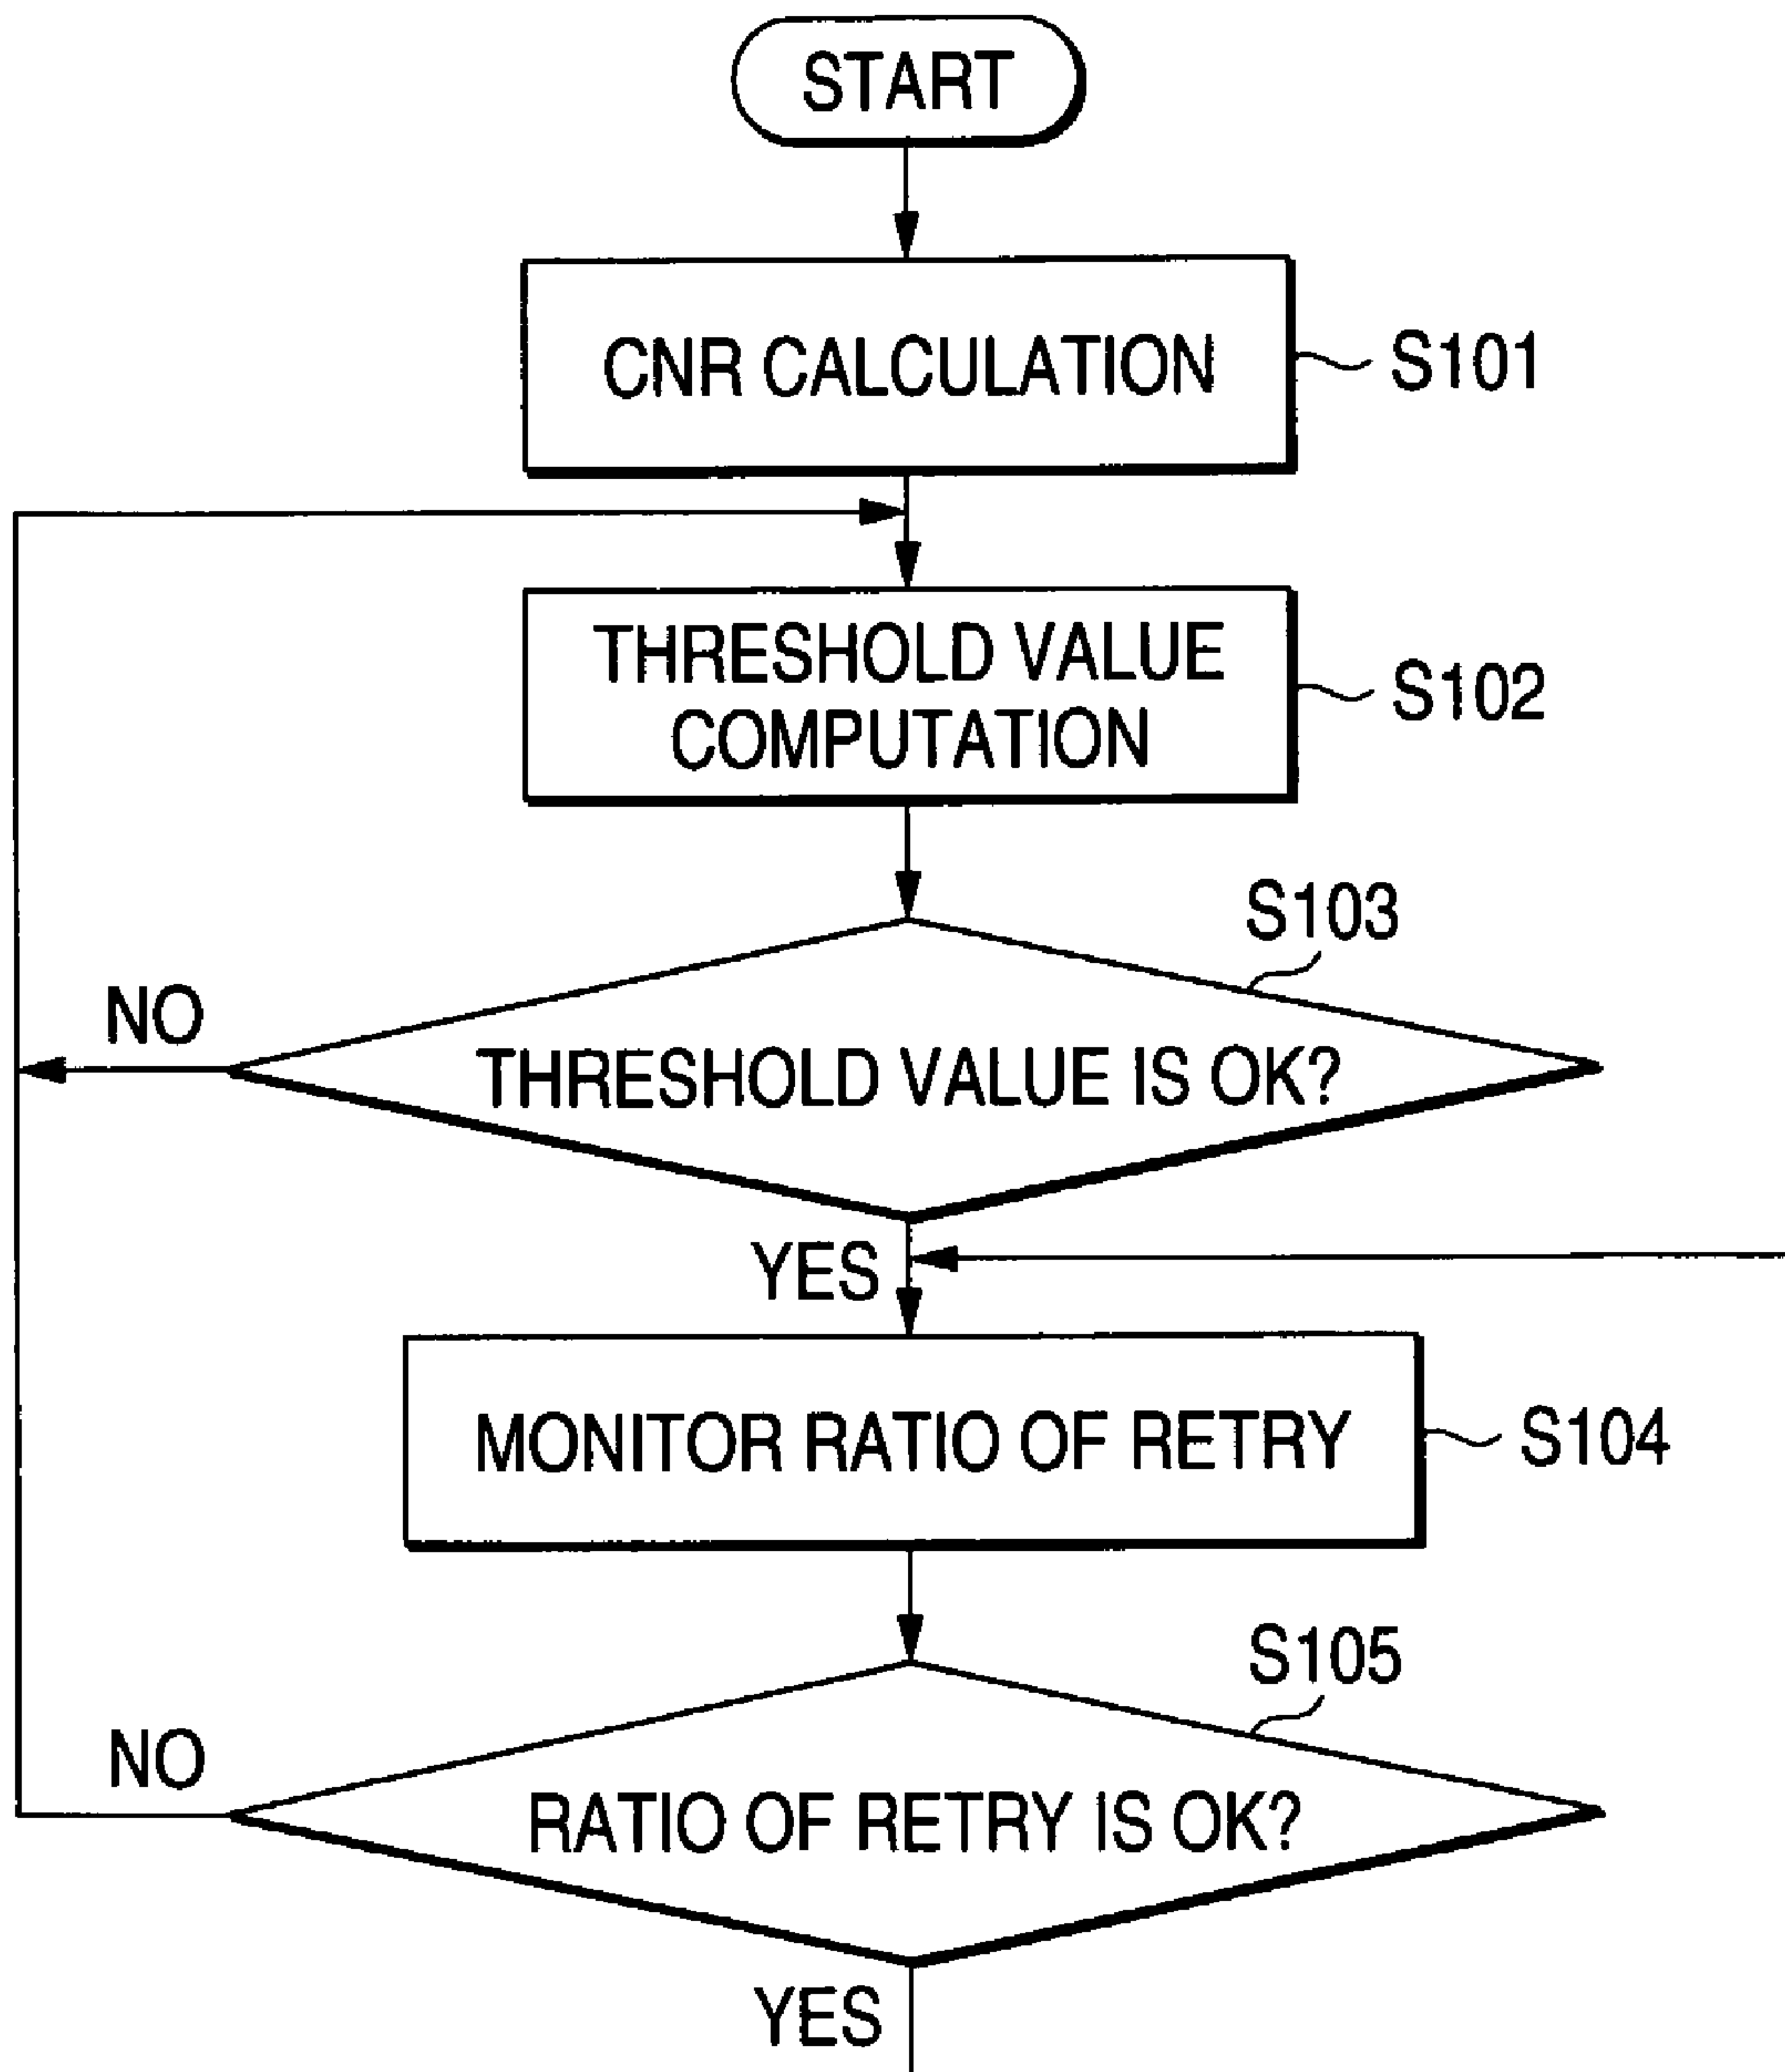 START
CNR CALCULATION
S101
THRESHOLD VALUE
COMPUTATION
S102
S103
NO
THRESHOLD VALUE IS OK?
YES
MONITOR RATIO OF RETRY
S104
S105
NO
RATIO OF RETRY IS OK?
YES